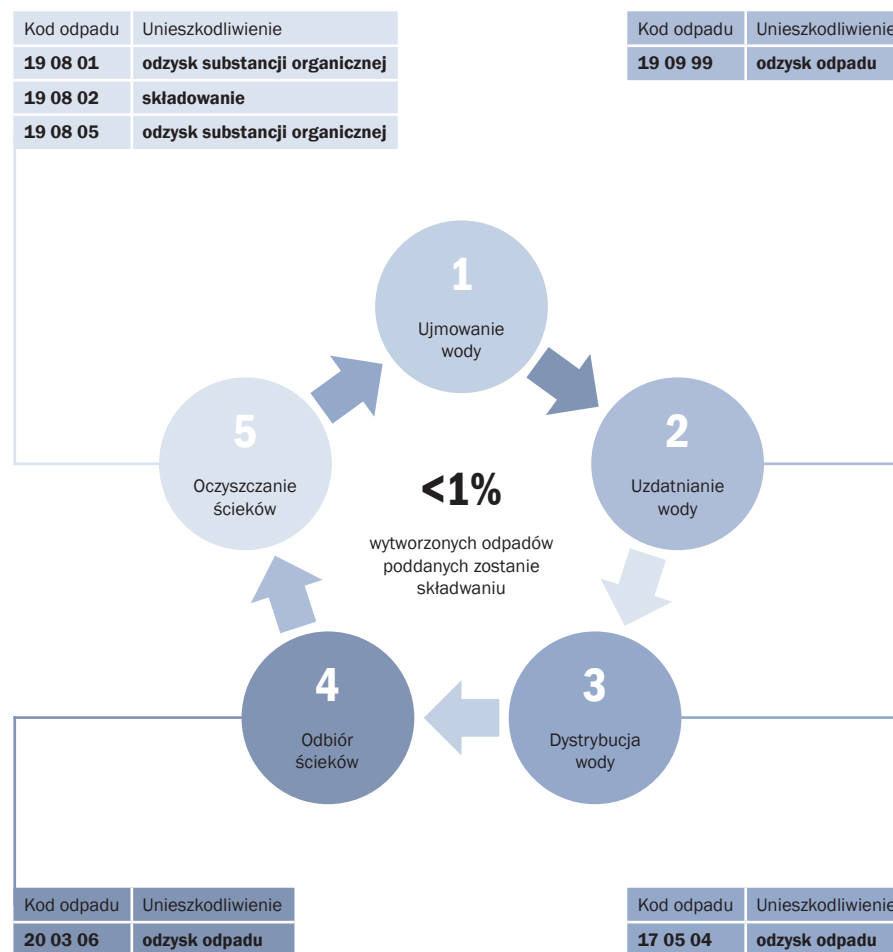 Kod odpadu Unieszkodliwienie
19 08 01 odzysk substancji organicznej
19 08 02 składowanie
19 08 05 odzysk substancji organicznej
Kod odpadu Unieszkodliwienie
19 09 99 odzysk odpadu
1
Ujmowanie
wody
2
Uzdatnianie
wody
3
Dystrybucja
wody
4
Odbiór
ścieków
5
Oczyszczanie
ścieków
<1%
wytworzonych odpadów
poddanych zostanie
składwaniu
Kod odpadu Unieszkodliwienie
20 03 06 odzysk odpadu
Kod odpadu Unieszkodliwienie
17 05 04 odzysk odpadu